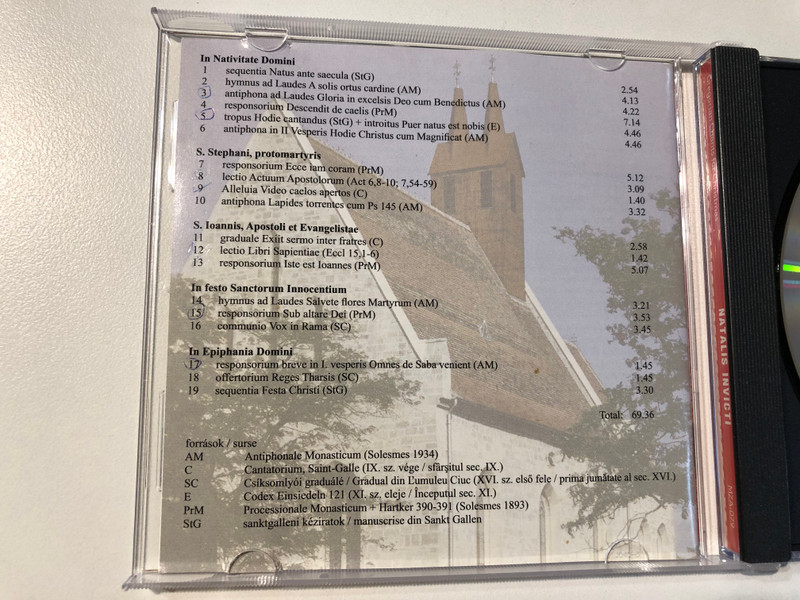 In Nativitate Domini
1 sequentia Natus ante saecula (StG) 2.54
2 hymnus ad Laudes A solis ortus cardine (AM) 4.13
3 antiphona ad Laudes Gloria in excelsis Deo cum Benedictus (AM) 4.22
4 responsorium Descendit de caelis (PrM) 7.14
5 tropus Hodie cantandus (StG) + introitus Puer natus est nobis (E) 4.46
6 antiphona in II Vesperis Hodie Christus cum Magnificat (AM) 4.46
S. Stephani, protomartyris
7 responsorium Ecce iam coram (PrM) 5.12
8 lectio Actuum Apostolorum (Act 6,8-10; 7,54-59) 3.09
9 Alleluia Video caelos apertos (C) 1.40
10 antiphona Lapides torrentes cum Ps 145 (AM) 3.32
S. Ioannis, Apostoli et Evangelistae
11 graduale Exiit sermo inter fratres (C) 2.58
12 lectio Libri Sapientiae (Eccl 15,1-6) 1.42
13 responsorium Iste est Ioannes (PrM) 5.07
In festo Sanctorum Innocentium
14 hymnus ad Laudes Salvete flores Martyrum (AM) 3.21
15 responsorium Sub altare Dei (PrM) 3.53
16 communio Vox in Rama (SC) 3.45
In Epiphania Domini
17 responsorium breve in I. vesperis Omnes de Saba venient (AM) 1.45
18 offertorium Reges Tharsis (SC) 1.45
19 sequentia Festa Christi (StG) 3.30
Total: 69.36
források / surse
AM Antiphonale Monasticum (Solesmes 1934)
C Cantatorium, Saint-Galle (IX. sz. vége / sfârşitul sec. IX.)
SC Csíksomlyói graduálé / Gradual din Ľumuleu Ciuc (XVI. sz. első fele / prima jumătate al sec. XVI.)
E Codex Einsiedeln 121 (XI. sz, eleje / Începutul sec. XI.)
PrM Processionale Monasticum + Hartker 390-391 (Solesmes 1893)
StG sanktgalleni kéziratok / manuscrise din Sankt Gallen
NATALIS INVICTI